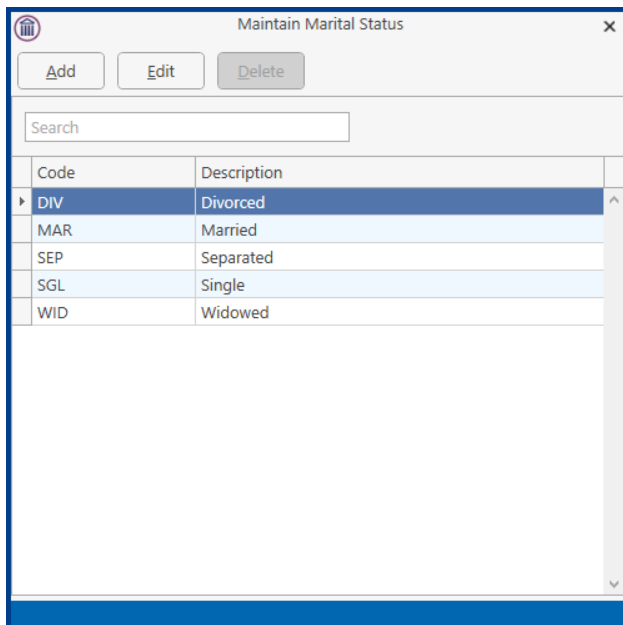 Maintain Marital Status
Add Edit Delete
Search
Code Description
DIV Divorced
MAR Married
SEP Separated
SGL Single
WID Widowed